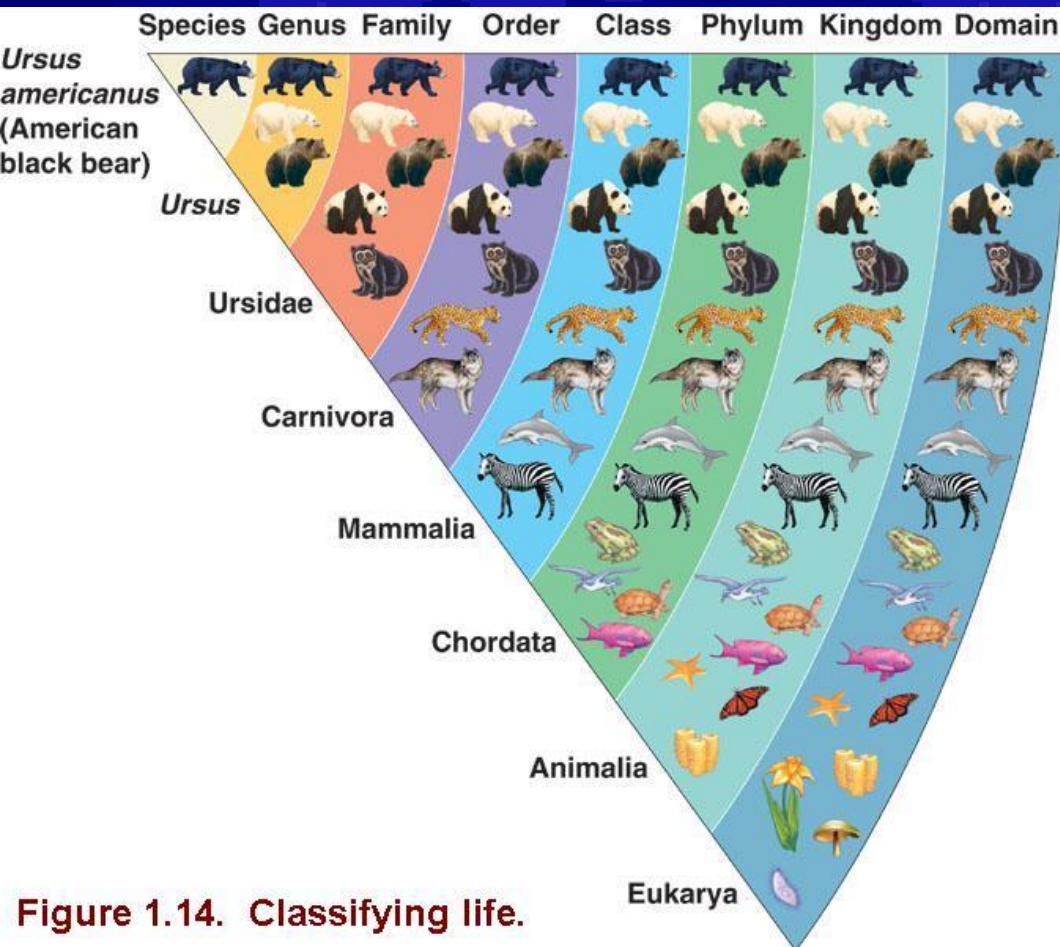 Species Genus Family Order Class Phylum Kingdom Domain
Ursus
americanus
(American
black bear)
Ursus
Ursidae
Carnivora
Mammalia
Chordata
Animalia
Eukarya
Figure 1.14. Classifying life.